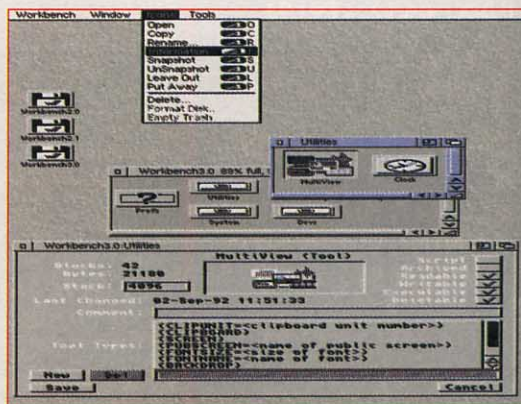 Workbench Window Icons Tools
Open O
Copy C
Rename... R
Information...
Snapshot S
UnSnapshot U
Leave Out L
Put Away P
Delete...
Format Disk...
Empty Trash
Workbench2.0
Workbench2.1
Workbench3.0
Utilities
MultiView Clock
Workbench3.0 89% full,
Prefs Utilities
System Devs
Workbench3.0:Utilities
MultiView (Tool)
Blocks: 42
Bytes: 21180
Stack: 4096
Script
Archived
Readable
Writable
Executable
Deletable
Last Changed: 02-Sep-92 11:51:33
Comment:
Tool Types:
(CLIPUNIT=<clipboard unit number>)
(CLIPBOARD)
(SCREEN)
(PUBSCREEN=<name of public screen>)
(FONTSIZE=<size of font>)
(FONTNAME=<name of font>)
(BACKDROP)
New Del
Save Cancel